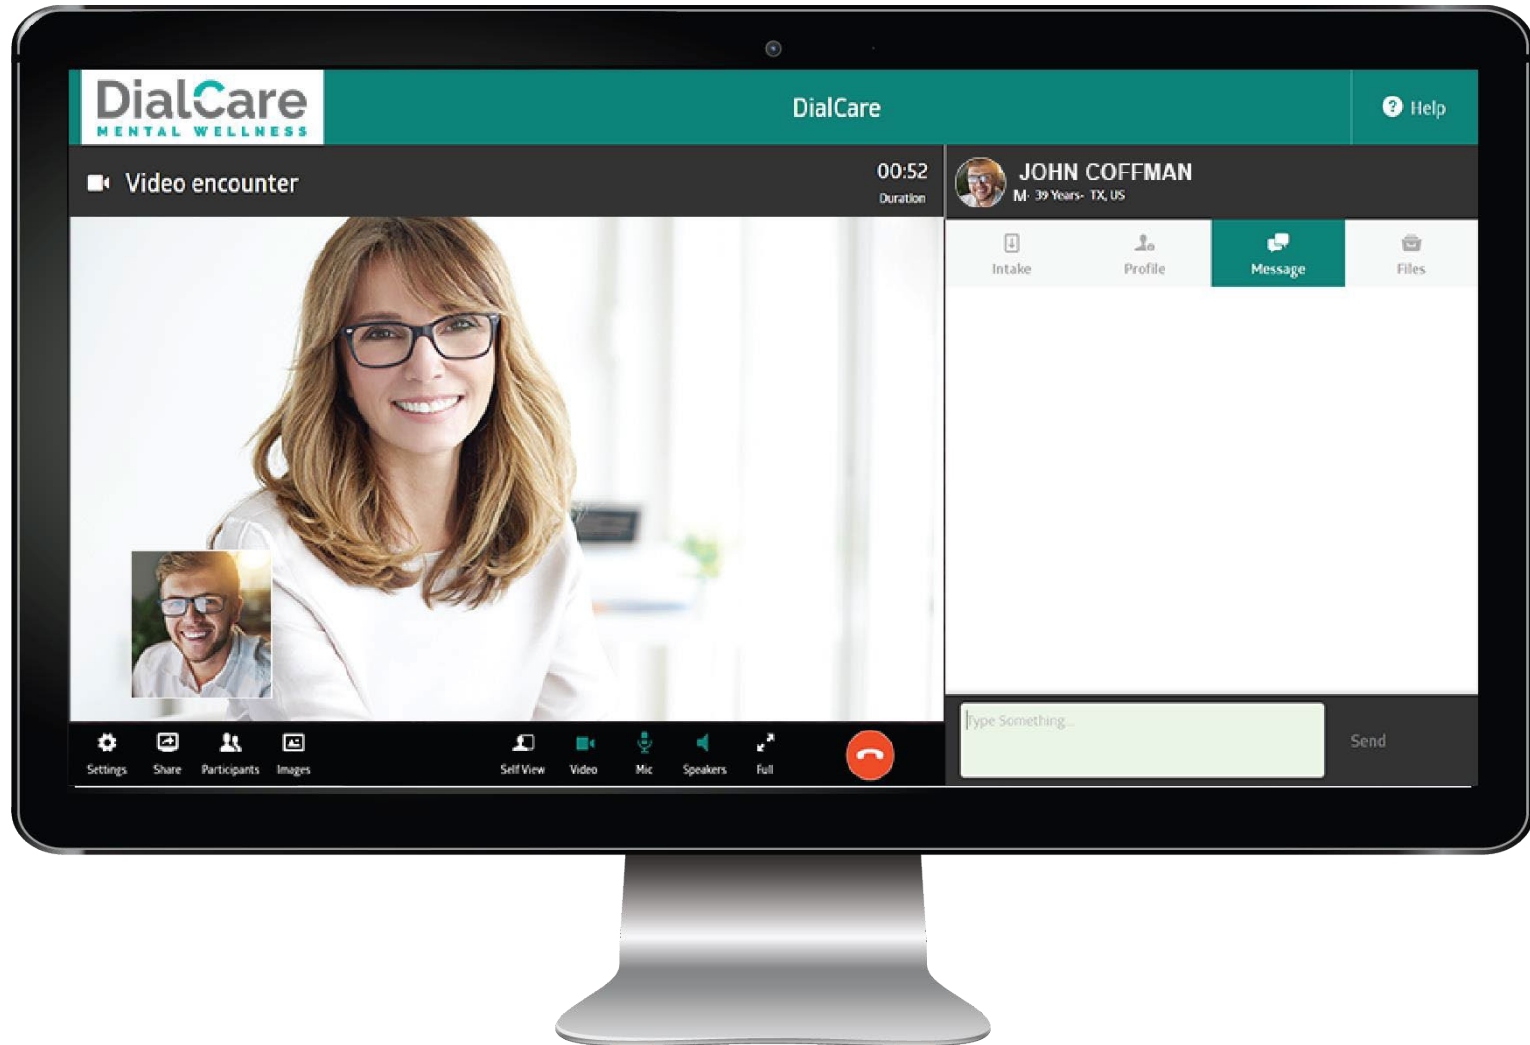 DialCare
MENTAL WELLNESS
DialCare
Help
Video encounter
00:52
Duration
JOHN COFFMAN
M· 39 Years· TX, US
Intake
Profile
Message
Files
Type Something...
Send
Settings
Share
Participants
Images
Self View
Video
Mic
Speakers
Full